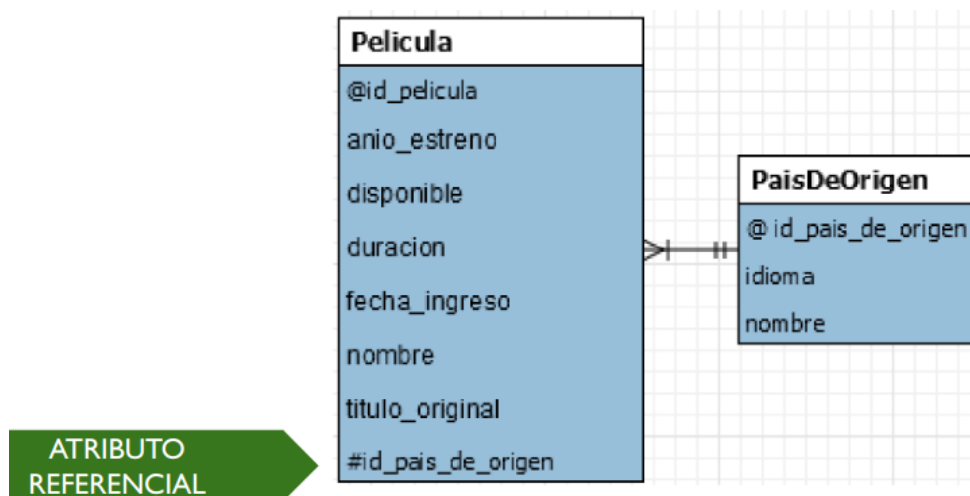 Pelicula
@id_pelicula
anio_estreno
disponible
duracion
fecha_ingreso
nombre
titulo_original
#id_pais_de_origen
PaisDeOrigen
@ id_pais_de_origen
idioma
nombre
ATRIBUTO
REFERENCIAL